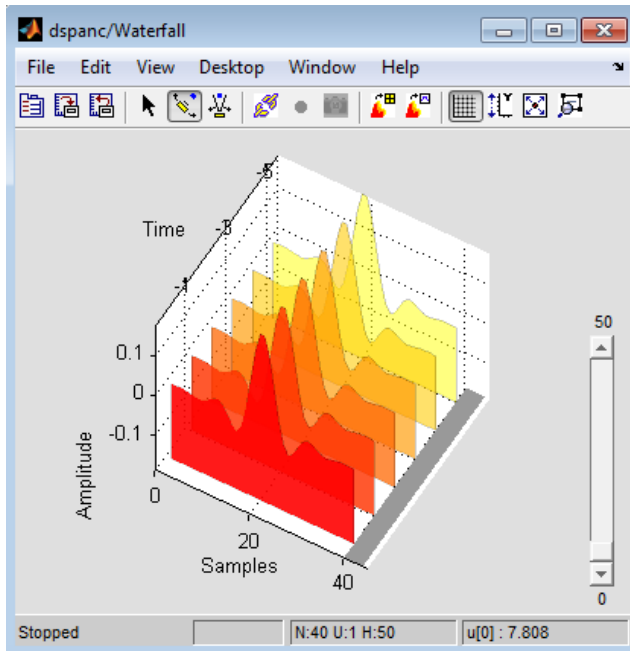 dspanc/Waterfall
File Edit View Desktop Window Help
-5
Time -3
-1
50
0.1
0
-0.1
Amplitude
0
20
Samples
40
0
Stopped N:40 U:1 H:50 u[0] : 7.808